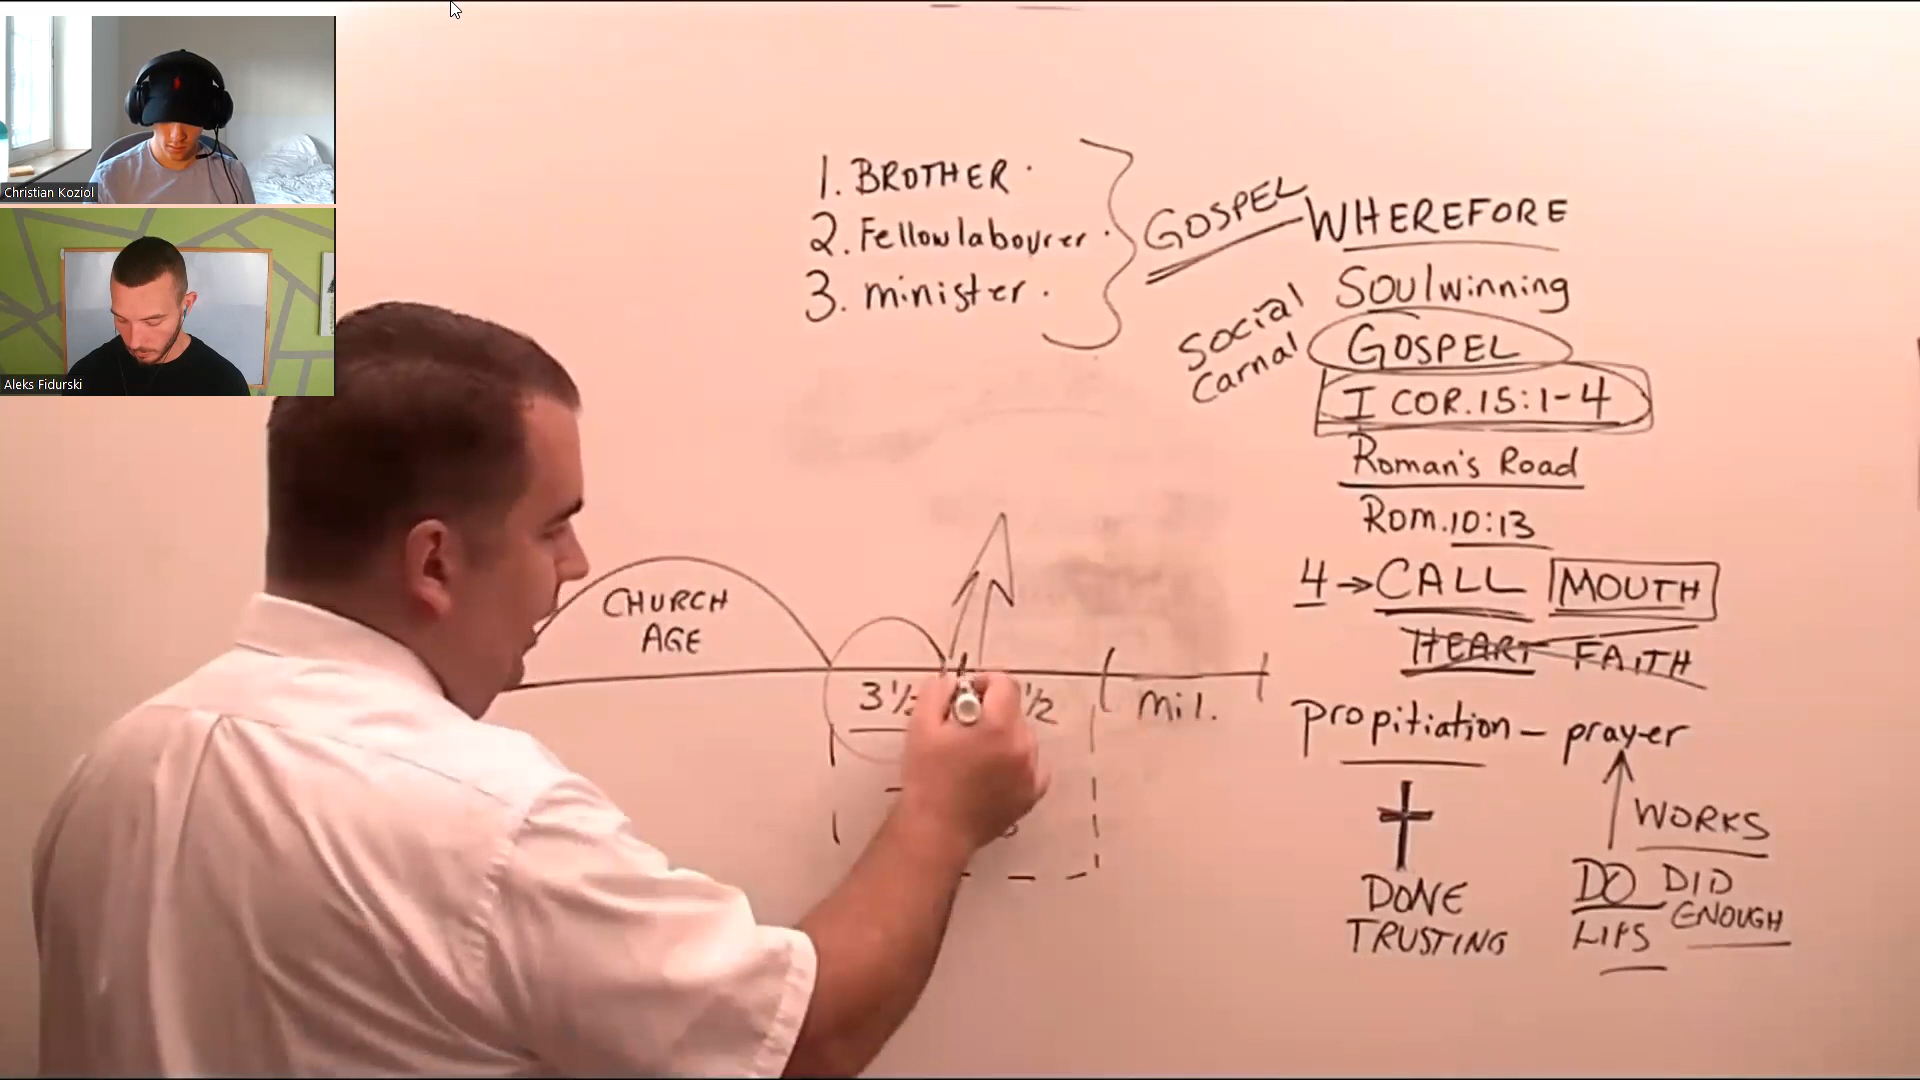 Christian Koziol
Aleks Fidurski
1. BROTHER
2. Fellowlabourer
3. minister
GOSPEL
WHEREFORE
Soulwinning
Social
Carnal
GOSPEL
I COR. 15:1-4
Roman's Road
Rom. 10:13
4 → CALL MOUTH
HEART FAITH
propitiation – prayer
WORKS
DONE
TRUSTING
DO DID
ENOUGH
LIPS
CHURCH
AGE
3 1/2
1/2
mil.